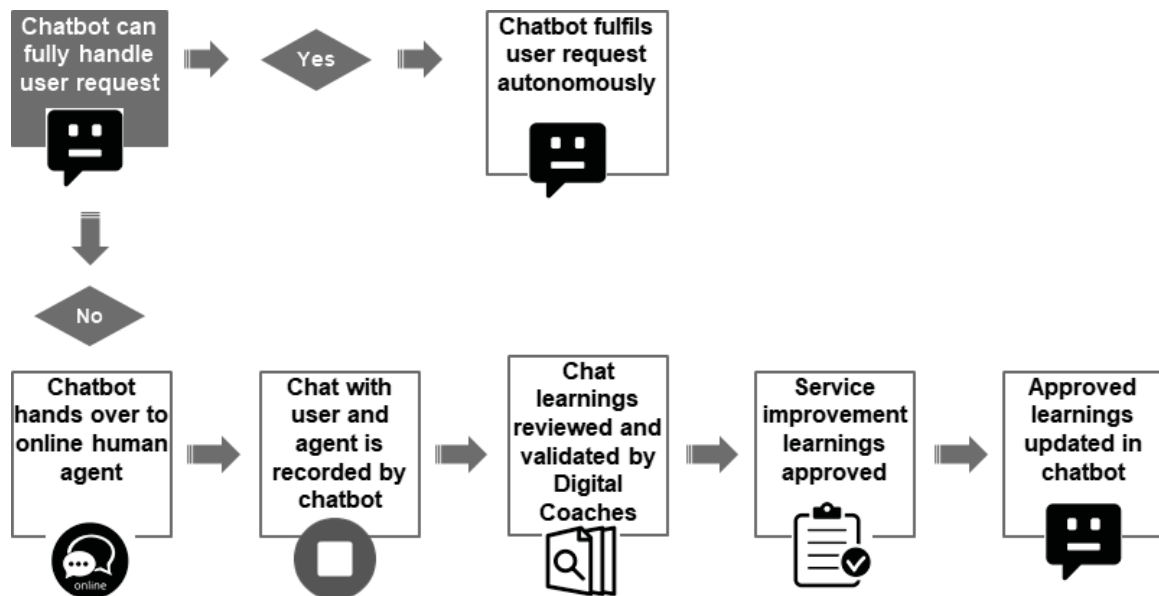 Chatbot can
fully handle
user request
Yes
Chatbot fulfils
user request
autonomously
No
Chatbot
hands over to
online human
agent
online
Chat with
user and
agent is
recorded by
chatbot
Chat
learnings
reviewed and
validated by
Digital
Coaches
Service
improvement
learnings
approved
Approved
learnings
updated in
chatbot